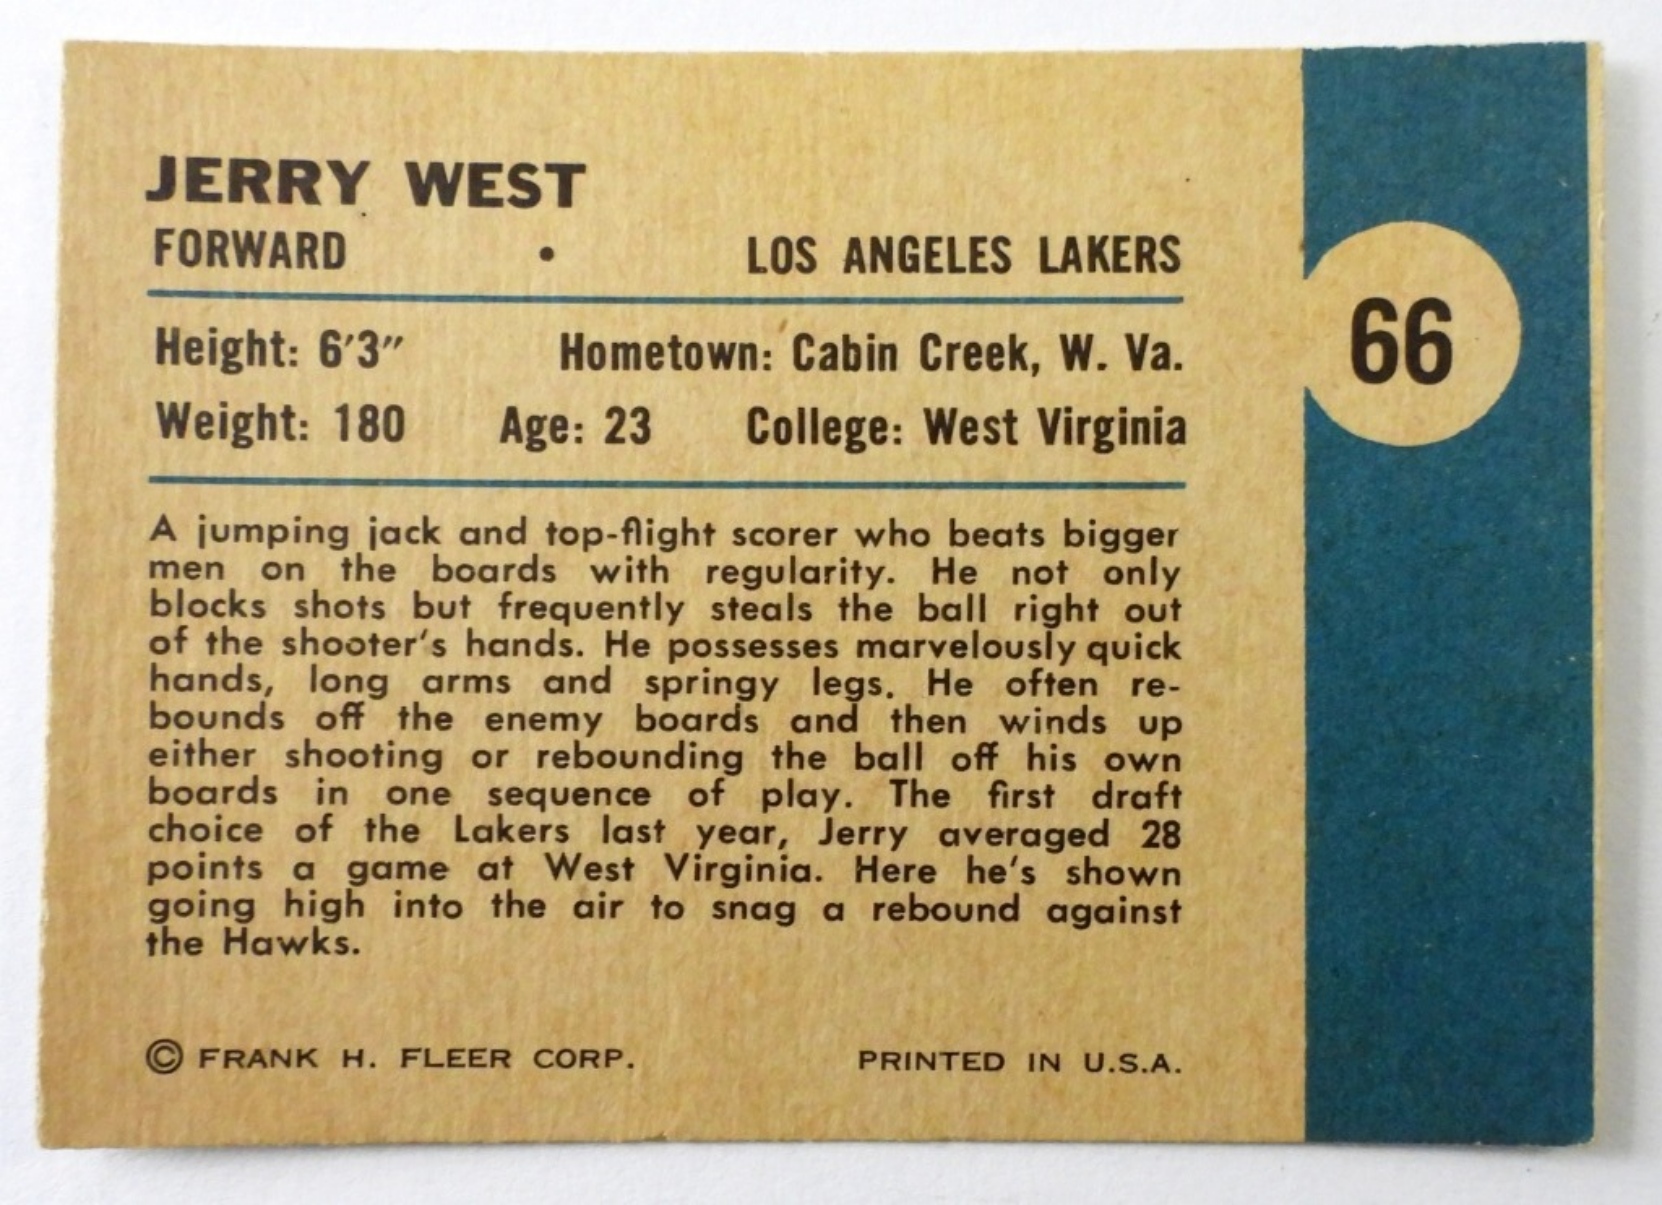 JERRY WEST
FORWARD • LOS ANGELES LAKERS
Height: 6'3" Hometown: Cabin Creek, W. Va.
Weight: 180 Age: 23 College: West Virginia
66
A jumping jack and top-flight scorer who beats bigger
men on the boards with regularity. He not only
blocks shots but frequently steals the ball right out
of the shooter's hands. He possesses marvelously quick
hands, long arms and springy legs. He often re-
bounds off the enemy boards and then winds up
either shooting or rebounding the ball off his own
boards in one sequence of play. The first draft
choice of the Lakers last year, Jerry averaged 28
points a game at West Virginia. Here he's shown
going high into the air to snag a rebound against
the Hawks.
© FRANK H. FLEER CORP. PRINTED IN U.S.A.